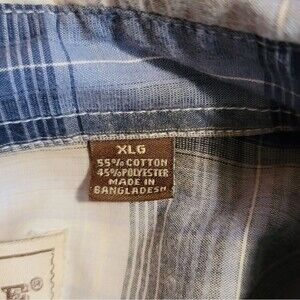 XLG
55% COTTON
45% POLYESTER
MADE IN
BANGLADESH
E®